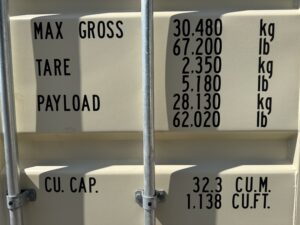 MAX GROSS 30.480 kg
67.200 lb
TARE 2.350 kg
5.180 lb
PAYLOAD 28.130 kg
62.020 lb
CU. CAP. 32.3 CU.M.
1.138 CU.FT.